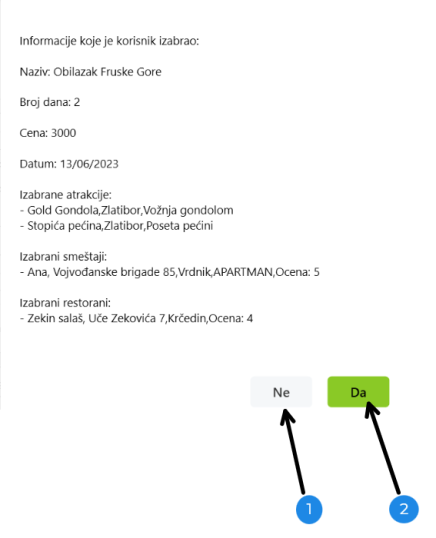 Informacije koje je korisnik izabrao:
Naziv: Obilazak Fruske Gore
Broj dana: 2
Cena: 3000
Datum: 13/06/2023
Izabrane atrakcije:
- Gold Gondola,Zlatibor,Vožnja gondolom
- Stopića pećina,Zlatibor,Poseta pećini
Izabrani smeštaji:
- Ana, Vojvođanske brigade 85,Vrdnik,APARTMAN,Ocena: 5
Izabrani restorani:
- Zekin salaš, Uče Zekovića 7,Krčedin,Ocena: 4
Ne
Da
1
2